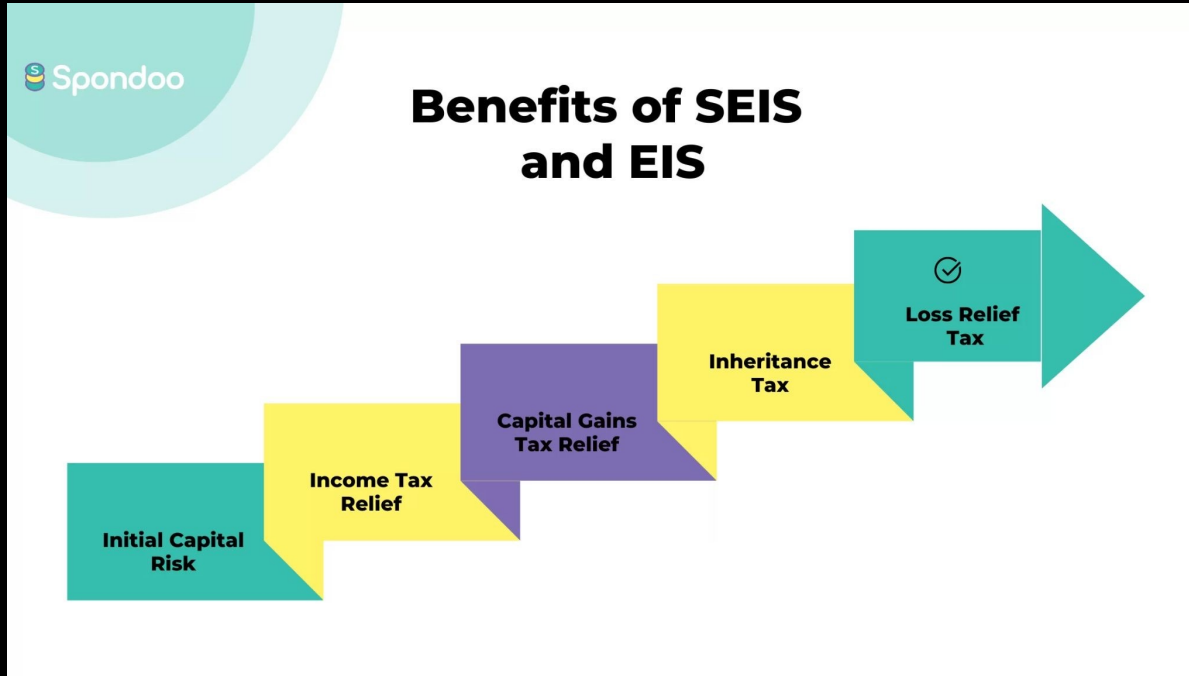 Spondoo
Benefits of SEIS
and EIS
Initial Capital
Risk
Income Tax
Relief
Capital Gains
Tax Relief
Inheritance
Tax
Loss Relief
Tax